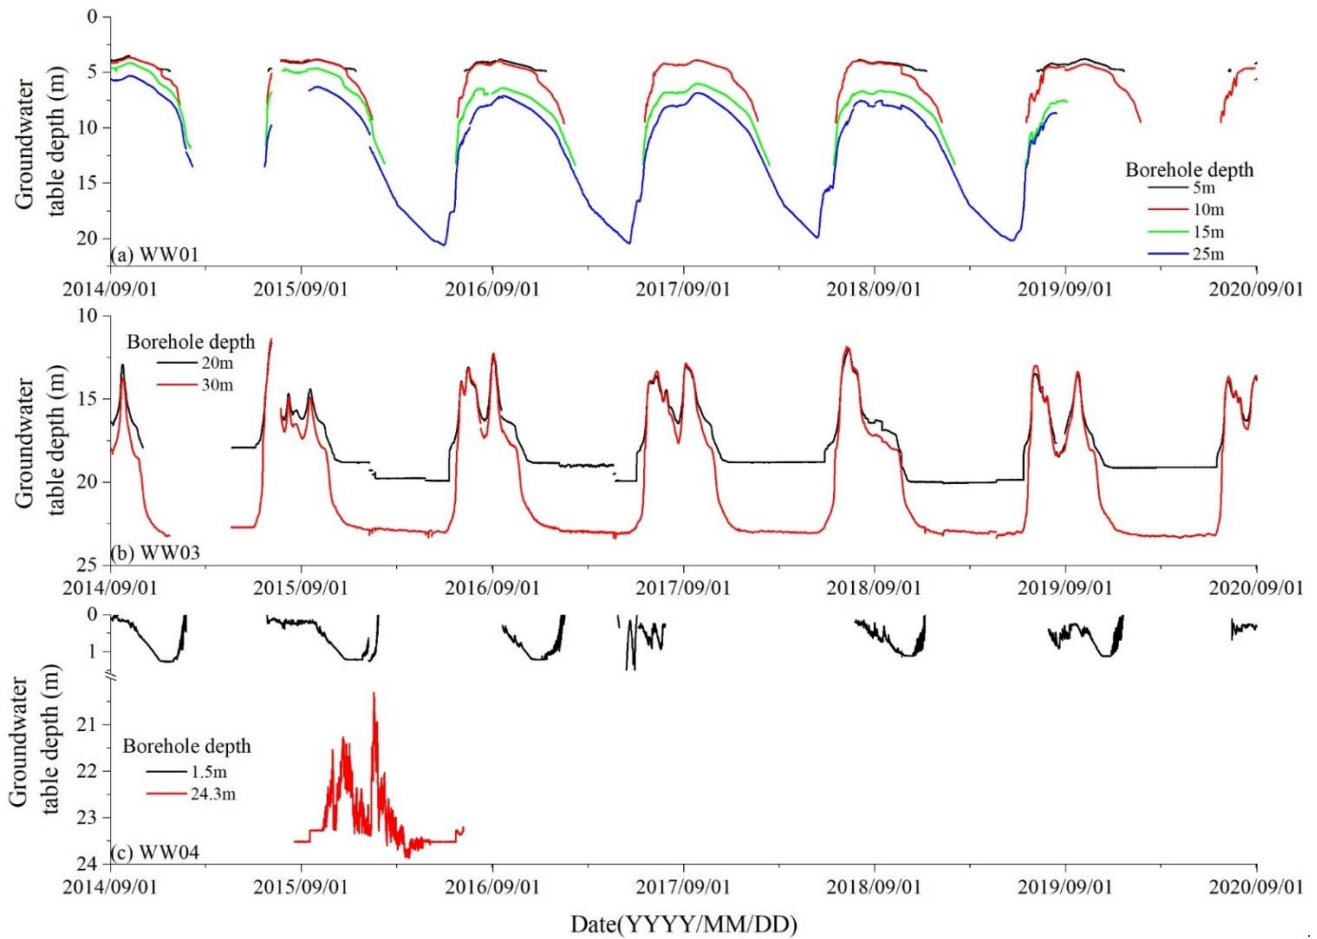 0
5
10
15
20
Groundwater
table depth (m)
Borehole depth
5m
10m
15m
25m
(a) WW01
2014/09/01 2015/09/01 2016/09/01 2017/09/01 2018/09/01 2019/09/01 2020/09/01
10
15
20
25
Groundwater
table depth (m)
Borehole depth
20m
30m
(b) WW03
2014/09/01 2015/09/01 2016/09/01 2017/09/01 2018/09/01 2019/09/01 2020/09/01
0
1
21
22
23
24
Groundwater
table depth (m)
Borehole depth
1.5m
24.3m
(c) WW04
2014/09/01 2015/09/01 2016/09/01 2017/09/01 2018/09/01 2019/09/01 2020/09/01
Date(YYYY/MM/DD)